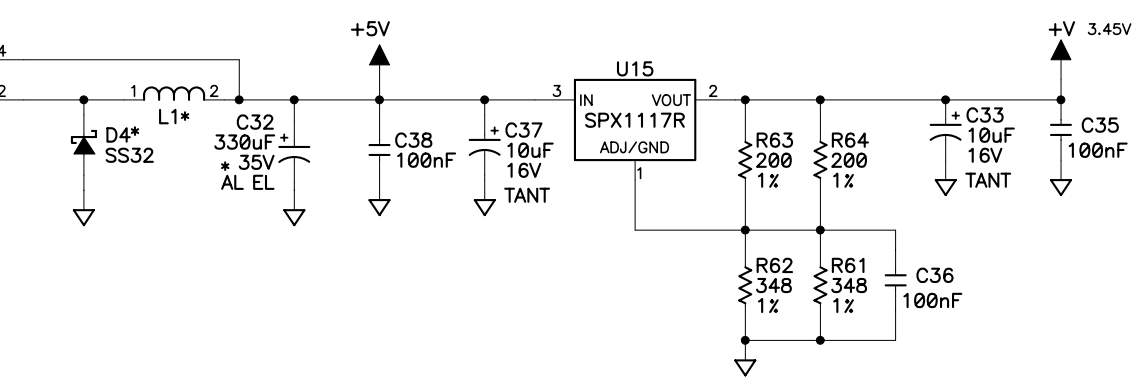 +5V
+V 3.45V
4
2
1
2
L1*
D4*
SS32
C32
330uF +
* 35V
AL EL
C38
100nF
+ C37
10uF
16V
TANT
3
U15
IN VOUT
SPX1117R
ADJ/GND
2
1
R63
200
1%
R64
200
1%
+ C33
10uF
16V
TANT
C35
100nF
R62
348
1%
R61
348
1%
C36
100nF